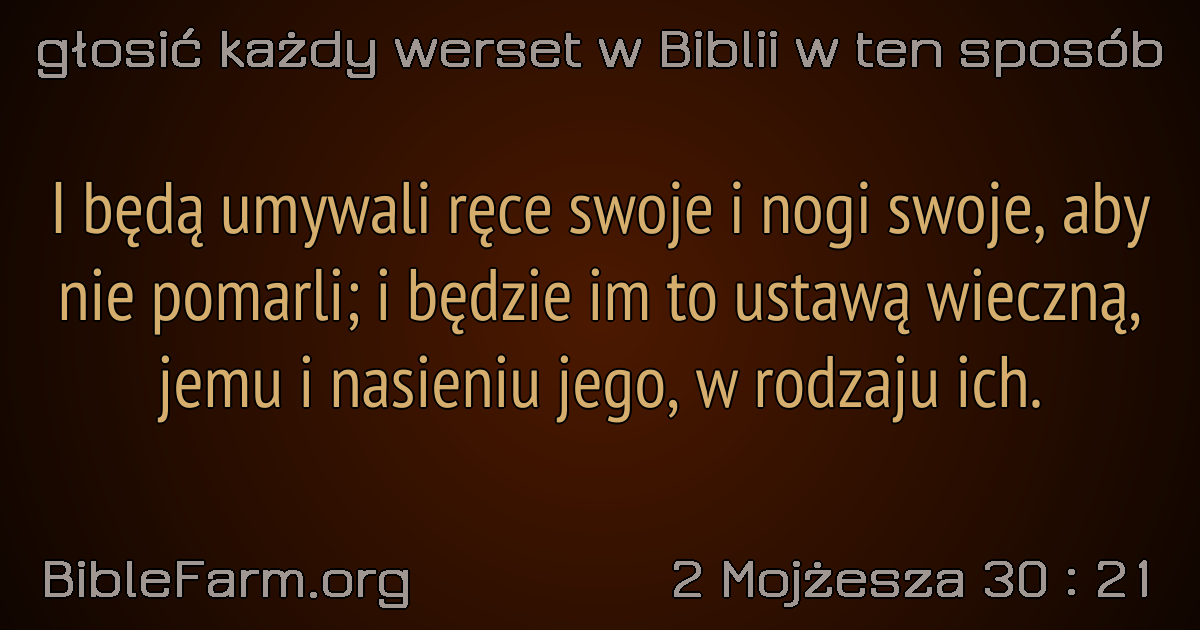 głosić każdy werset w Biblii w ten sposób
I będą umywali ręce swoje i nogi swoje, aby
nie pomarli; i będzie im to ustawą wieczną,
jemu i nasieniu jego, w rodzaju ich.
BibleFarm.org
2 Mojżesza 30 : 21